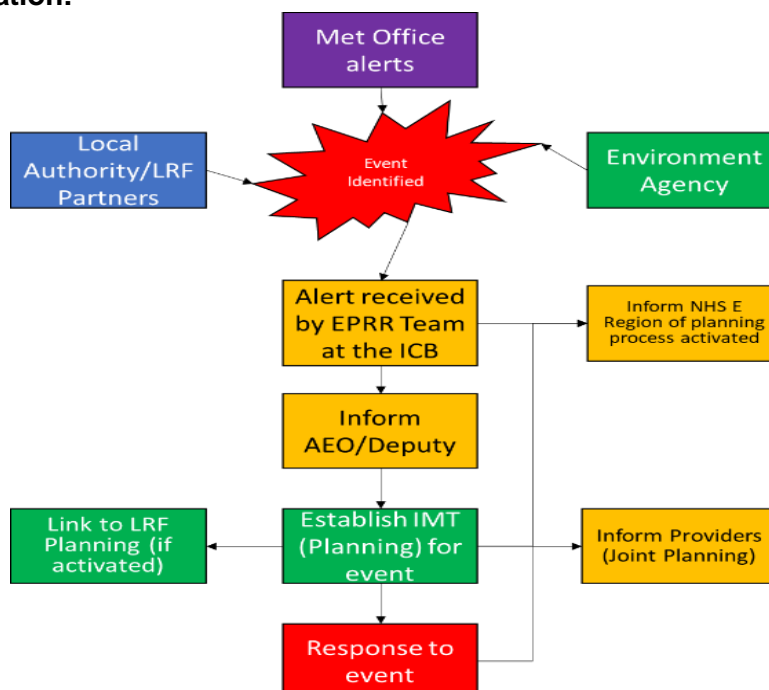 ation:
Met Office
alerts
Local
Authority/LRF
Partners
Event
Identified
Environment
Agency
Alert received
by EPRR Team
at the ICB
Inform NHS E
Region of planning
process activated
Inform
AEO/Deputy
Link to LRF
Planning (if
activated)
Establish IMT
(Planning) for
event
Inform Providers
(Joint Planning)
Response to
event